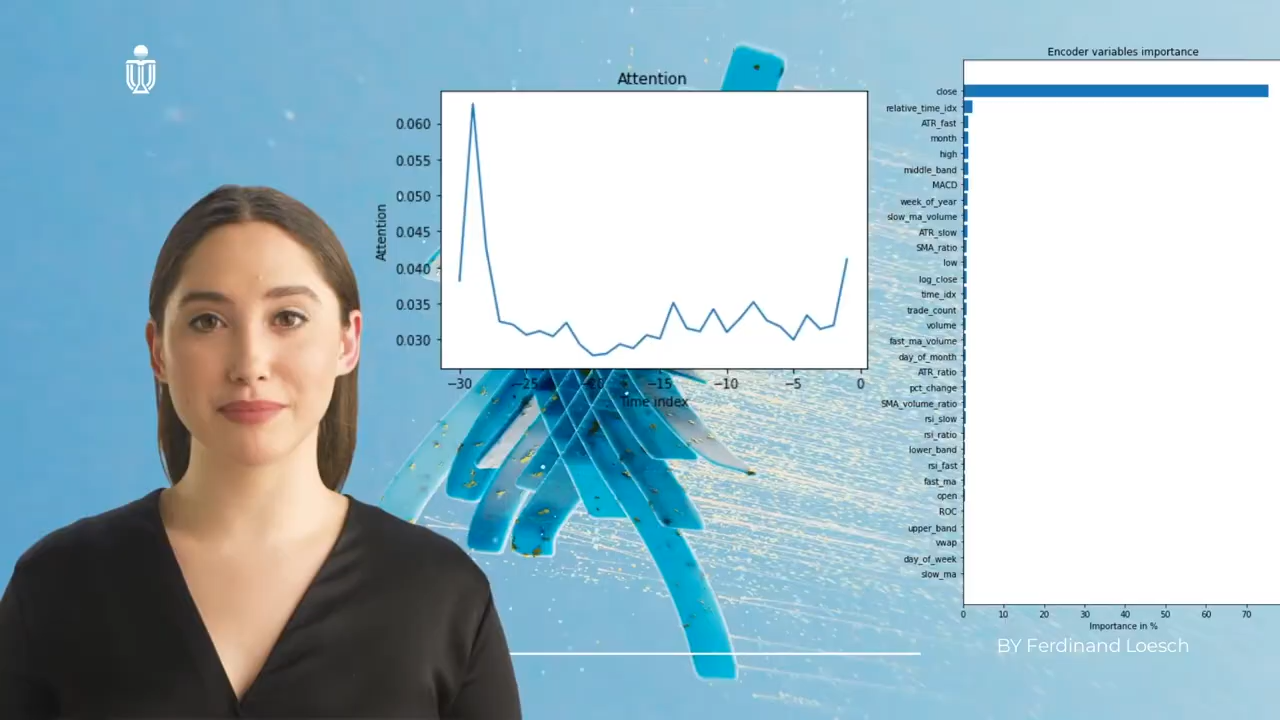 Attention
0.060
0.055
0.050
0.045
0.040
0.035
0.030
Attention
−30
−25
−20
−15
−10
−5
0
Time index
Encoder variables importance
close
relative_time_idx
ATR_fast
month
high
middle_band
MACD
week_of_year
slow_ma_volume
ATR_slow
SMA_ratio
low
log_close
time_idx
trade_count
volume
fast_ma_volume
day_of_month
ATR_ratio
pct_change
SMA_volume_ratio
rsi_slow
rsi_ratio
lower_band
rsi_fast
fast_ma
open
ROC
upper_band
vwap
day_of_week
slow_ma
0 10 20 30 40 50 60 70
Importance in %
BY Ferdinand Loesch